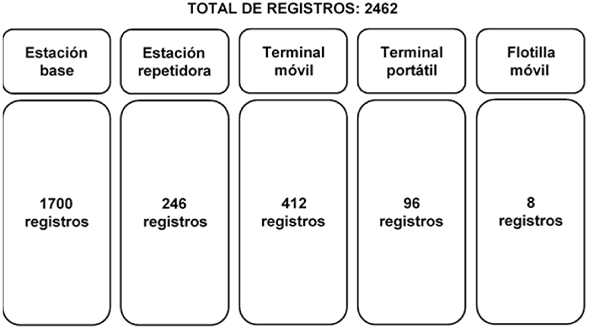 TOTAL DE REGISTROS: 2462
Estación
base
Estación
repetidora
Terminal
móvil
Terminal
portátil
Flotilla
móvil
1700
registros
246
registros
412
registros
96
registros
8
registros